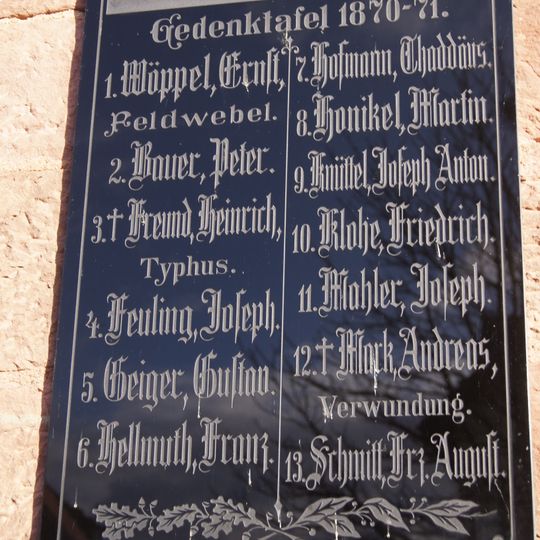 Gedenktafel 1870-71.
1. Wöppel, Ernst,
Feldwebel.
2. Bauer, Peter.
3. † Freund, Heinrich,
Typhus.
4. Feuling, Joseph.
5. Geiger, Gustav.
6. Hellmuth, Franz.
7. Hofmann, Thaddäus.
8. Honikel, Martin.
9. Knüttel, Joseph Anton.
10. Klohe, Friedrich.
11. Mahler, Joseph.
12. † Mark, Andreas,
Verwundung.
13. Schmitt, Frz. August.